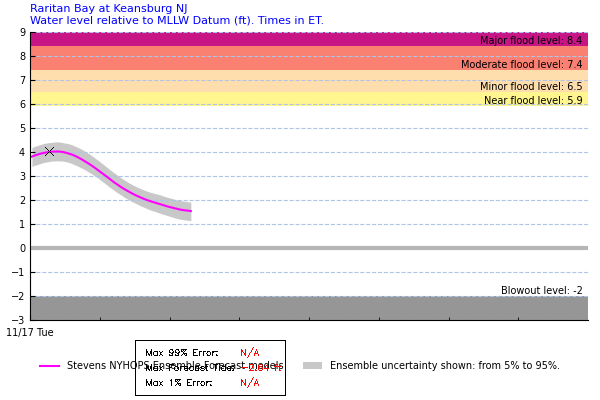 Raritan Bay at Keansburg NJ
Water level relative to MLLW Datum (ft). Times in ET.
9
Major flood level: 8.4
8
Moderate flood level: 7.4
7
Minor flood level: 6.5
Near flood level: 5.9
6
5
4
3
2
1
0
−1
Blowout level: -2
−2
−3
11/17 Tue
Max 99% Error: N/A
Stevens NYHOPS Ensemble Forecast models
Ensemble uncertainty shown: from 5% to 95%.
Max Forecast Tide:
Max 1% Error: N/A